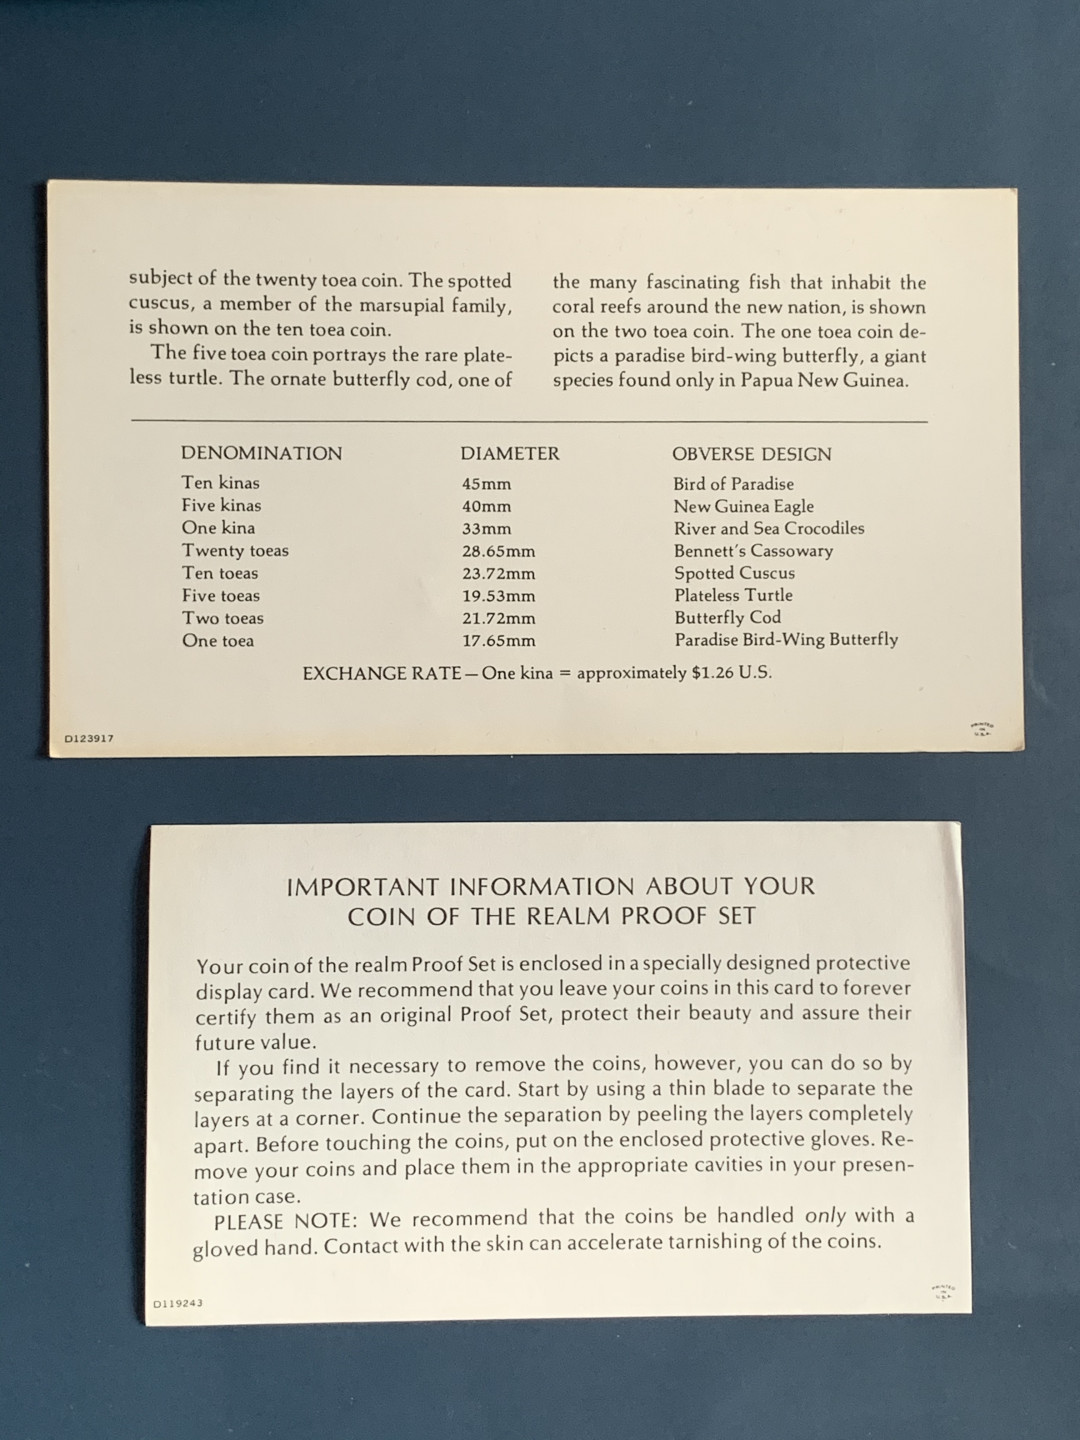 subject of the twenty toea coin. The spotted
cuscus, a member of the marsupial family,
is shown on the ten toea coin.
The five toea coin portrays the rare plate-
less turtle. The ornate butterfly cod, one of
the many fascinating fish that inhabit the
coral reefs around the new nation, is shown
on the two toea coin. The one toea coin de-
picts a paradise bird-wing butterfly, a giant
species found only in Papua New Guinea.
DENOMINATION DIAMETER OBVERSE DESIGN
Ten kinas 45mm Bird of Paradise
Five kinas 40mm New Guinea Eagle
One kina 33mm River and Sea Crocodiles
Twenty toeas 28.65mm Bennett's Cassowary
Ten toeas 23.72mm Spotted Cuscus
Five toeas 19.53mm Plateless Turtle
Two toeas 21.72mm Butterfly Cod
One toea 17.65mm Paradise Bird-Wing Butterfly
EXCHANGE RATE — One kina = approximately $1.26 U.S.
D123917
PRINTED
IN
U.S.A.
IMPORTANT INFORMATION ABOUT YOUR
COIN OF THE REALM PROOF SET
Your coin of the realm Proof Set is enclosed in a specially designed protective
display card. We recommend that you leave your coins in this card to forever
certify them as an original Proof Set, protect their beauty and assure their
future value.
If you find it necessary to remove the coins, however, you can do so by
separating the layers of the card. Start by using a thin blade to separate the
layers at a corner. Continue the separation by peeling the layers completely
apart. Before touching the coins, put on the enclosed protective gloves. Re-
move your coins and place them in the appropriate cavities in your presen-
tation case.
PLEASE NOTE: We recommend that the coins be handled only with a
gloved hand. Contact with the skin can accelerate tarnishing of the coins.
D119243
PRINTED
IN
U.S.A.